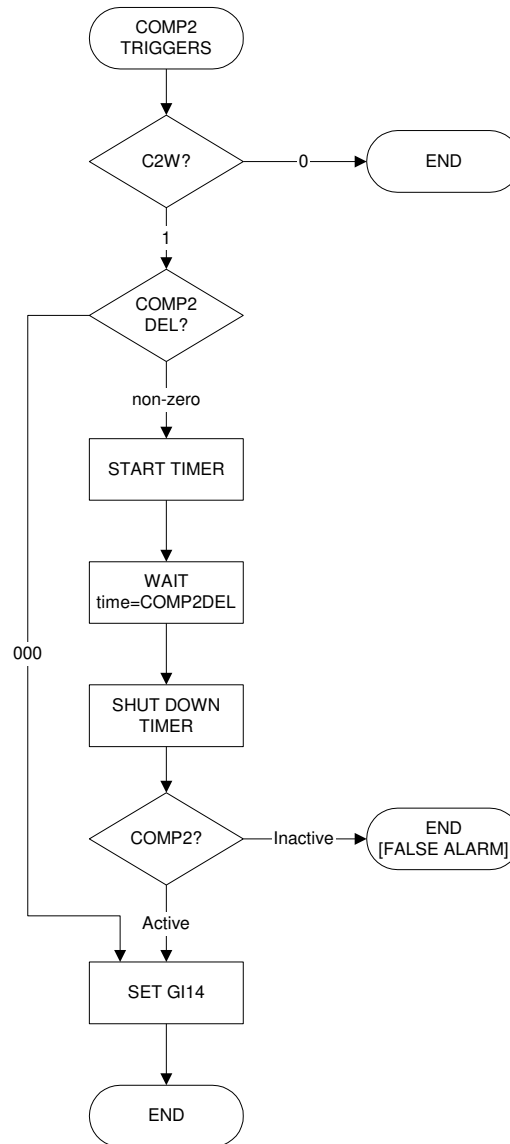 COMP2
TRIGGERS
C2W?
0
END
1
COMP2
DEL?
non-zero
START TIMER
WAIT
time=COMP2DEL
000
SHUT DOWN
TIMER
COMP2?
Inactive
END
[FALSE ALARM]
Active
SET GI14
END